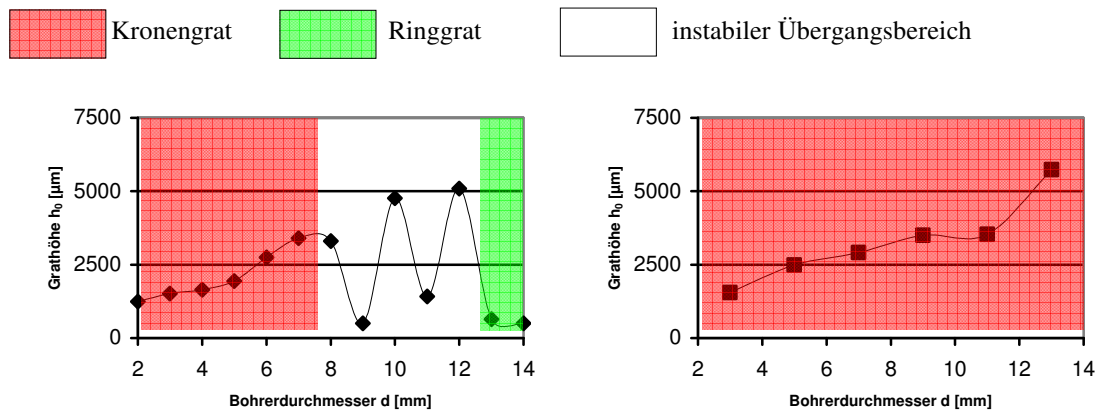 Kronengrat Ringgrat instabiler Übergangsbereich
7500
5000
2500
0
Grathöhe h₀ [µm]
2 4 6 8 10 12 14
Bohrerdurchmesser d [mm]
7500
5000
2500
0
Grathöhe h₀ [µm]
2 4 6 8 10 12 14
Bohrerdurchmesser d [mm]